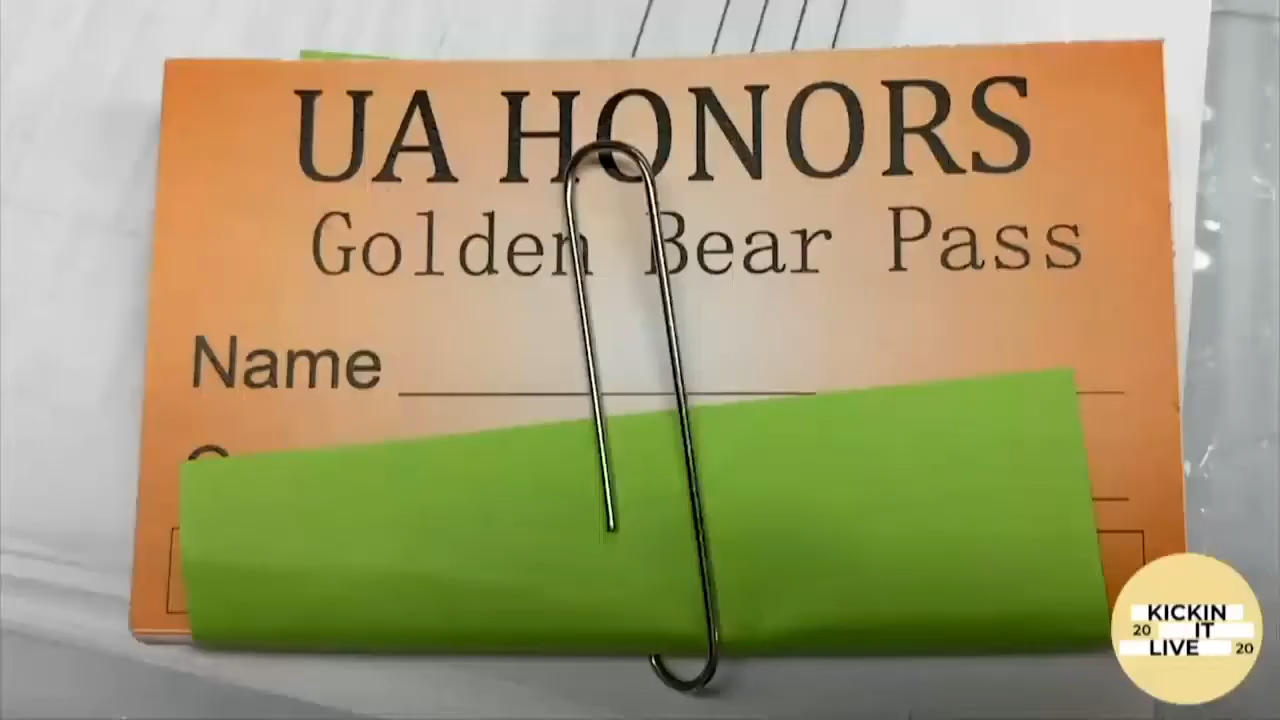 UA HONORS
Golden Bear Pass
Name
KICKIN
20 IT
LIVE 20